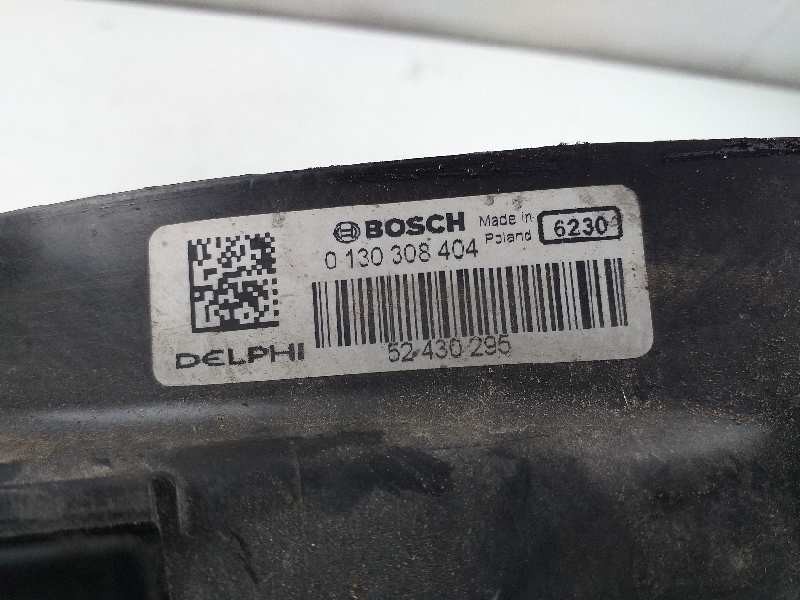 BOSCH Made in Poland 6230
0 130 308 404
DELPHI 52 430 295